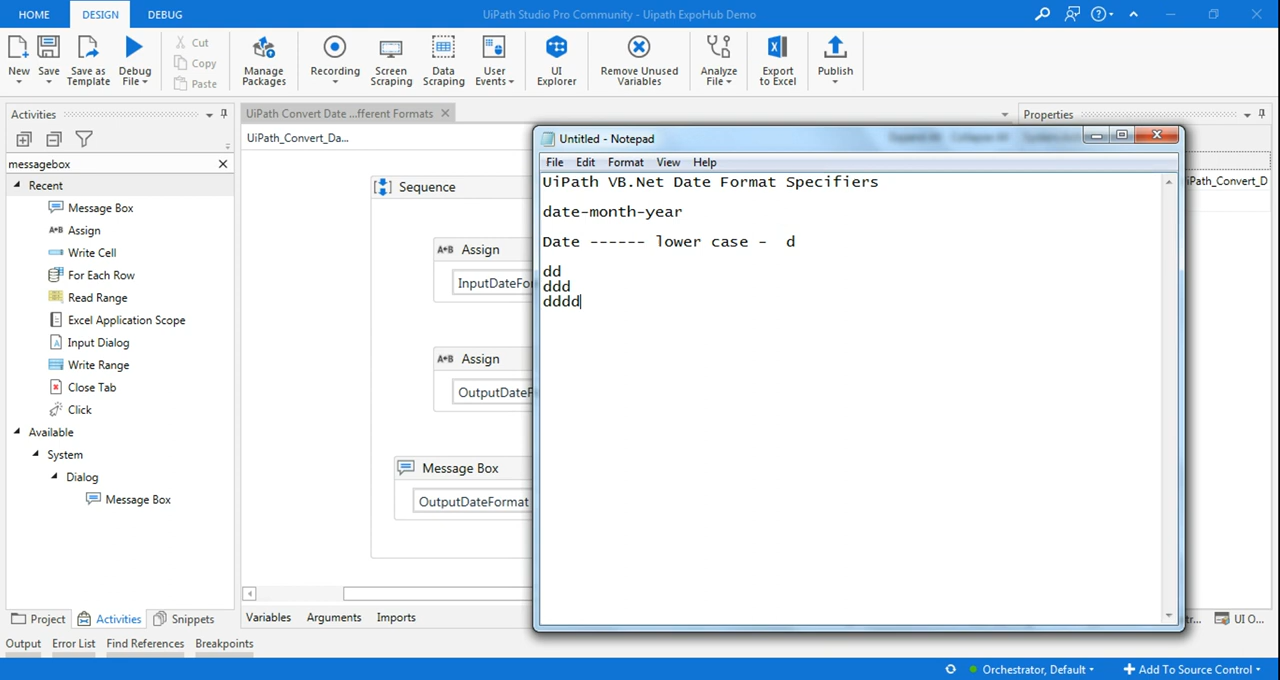 HOME DESIGN DEBUG UiPath Studio Pro Community - Uipath ExpoHub Demo
New Save Save as Template Debug File Cut Copy Paste Manage Packages Recording Screen Scraping Data Scraping User Events UI Explorer Remove Unused Variables Analyze File Export to Excel Publish
Activities
messagebox
Recent
Message Box
Assign
Write Cell
For Each Row
Read Range
Excel Application Scope
Input Dialog
Write Range
Close Tab
Click
Available
System
Dialog
Message Box
Project Activities Snippets
UiPath Convert Date ...fferent Formats
UiPath_Convert_Da...
Sequence
A*B Assign
InputDateFor
A*B Assign
OutputDateF
Message Box
OutputDateFormat
Variables Arguments Imports
Untitled - Notepad
File Edit Format View Help
UiPath VB.Net Date Format Specifiers
date-month-year
Date ------ lower case - d
dd
ddd
dddd
Properties
iPath_Convert_D
UI O...
Output Error List Find References Breakpoints
Orchestrator, Default Add To Source Control